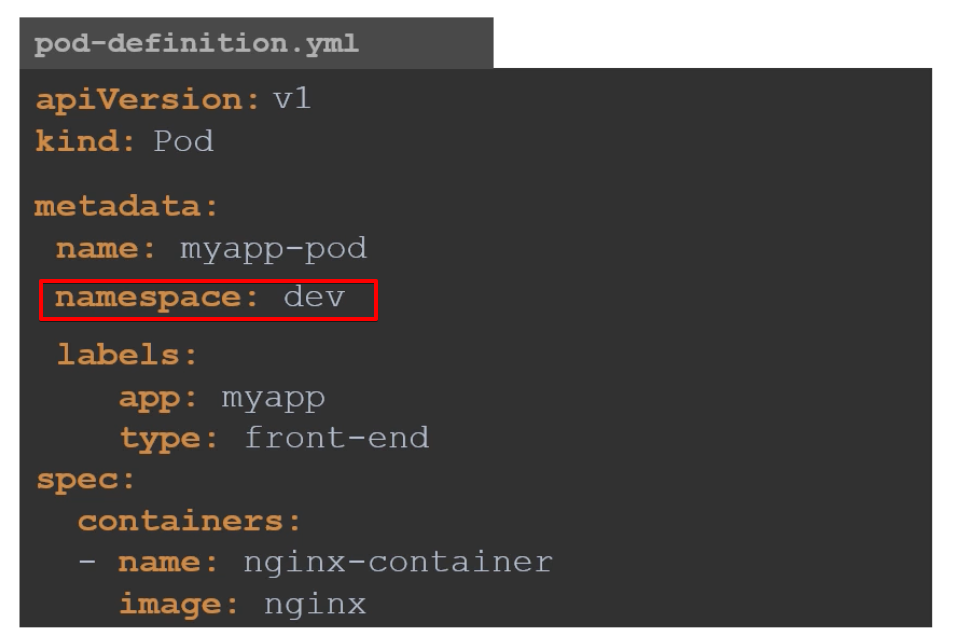 pod-definition.yml
apiVersion: v1
kind: Pod
metadata:
name: myapp-pod
namespace: dev
labels:
app: myapp
type: front-end
spec:
containers:
- name: nginx-container
image: nginx